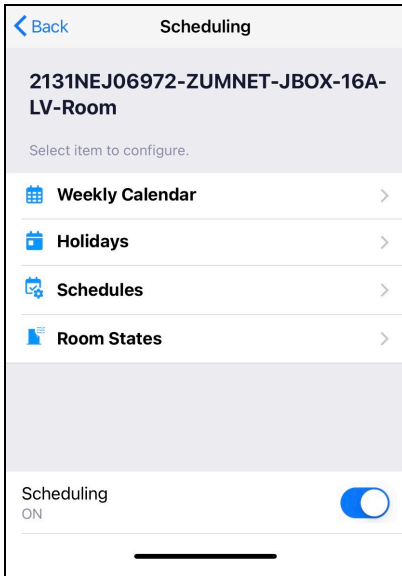 Back
Scheduling
2131NEJ06972-ZUMNET-JBOX-16A-
LV-Room
Select item to configure.
Weekly Calendar
Holidays
Schedules
Room States
Scheduling
ON